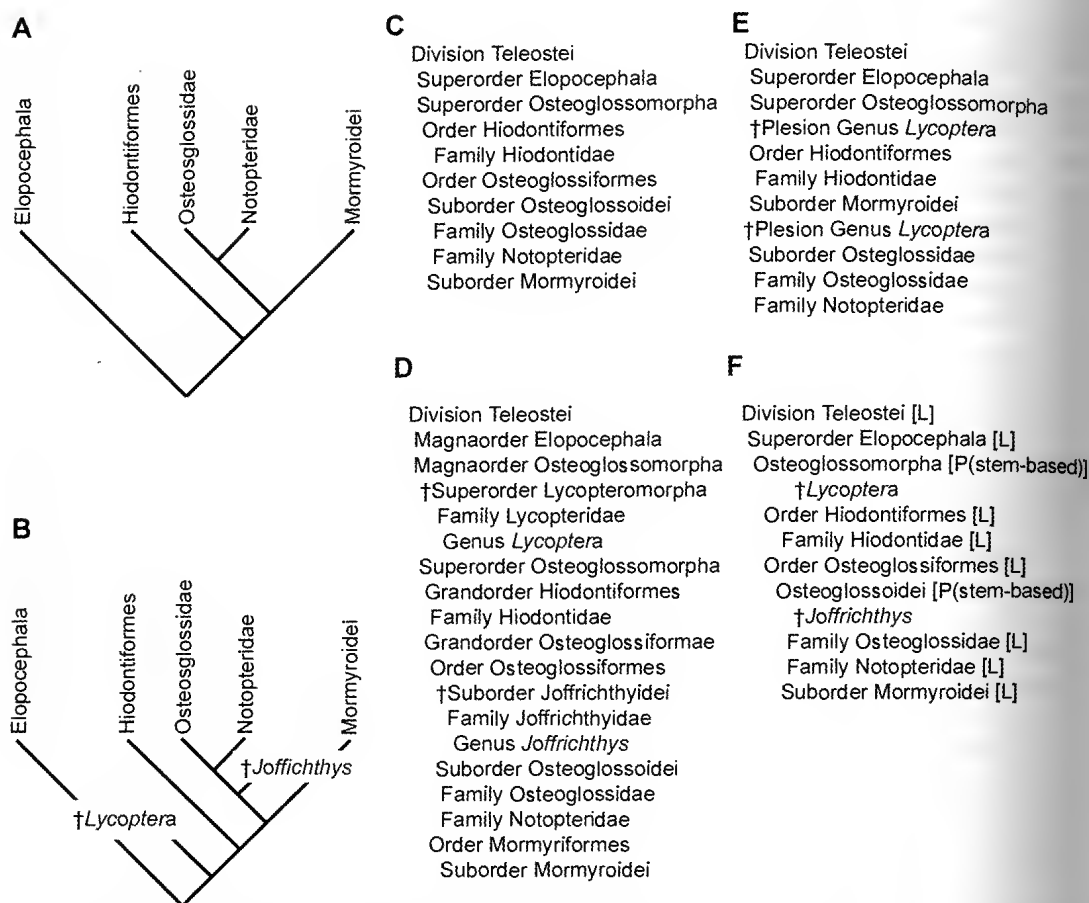 A
Elopocephala
Hiodontiformes
Osteosglossidae
Notopteridae
Mormyroidei
B
Elopocephala
Hiodontiformes
Osteosglossidae
Notopteridae
Mormyroidei
†Joffichthys
†Lycoptera
C
Division Teleostei
Superorder Elopocephala
Superorder Osteoglossomorpha
Order Hiodontiformes
Family Hiodontidae
Order Osteoglossiformes
Suborder Osteoglossoidei
Family Osteoglossidae
Family Notopteridae
Suborder Mormyroidei
D
Division Teleostei
Magnaorder Elopocephala
Magnaorder Osteoglossomorpha
†Superorder Lycopteromorpha
Family Lycopteridae
Genus Lycoptera
Superorder Osteoglossomorpha
Grandorder Hiodontiformes
Family Hiodontidae
Grandorder Osteoglossiformae
Order Osteoglossiformes
†Suborder Joffrichthyidei
Family Joffrichthyidae
Genus Joffrichthys
Suborder Osteoglossoidei
Family Osteoglossidae
Family Notopteridae
Order Mormyriformes
Suborder Mormyroidei
E
Division Teleostei
Superorder Elopocephala
Superorder Osteoglossomorpha
†Plesion Genus Lycoptera
Order Hiodontiformes
Family Hiodontidae
Suborder Mormyroidei
†Plesion Genus Lycoptera
Suborder Osteglossidae
Family Osteoglossidae
Family Notopteridae
F
Division Teleostei [L]
Superorder Elopocephala [L]
Osteoglossomorpha [P(stem-based)]
†Lycoptera
Order Hiodontiformes [L]
Family Hiodontidae [L]
Order Osteoglossiformes [L]
Osteoglossoidei [P(stem-based)]
†Joffrichthys
Family Osteoglossidae [L]
Family Notopteridae [L]
Suborder Mormyroidei [L]